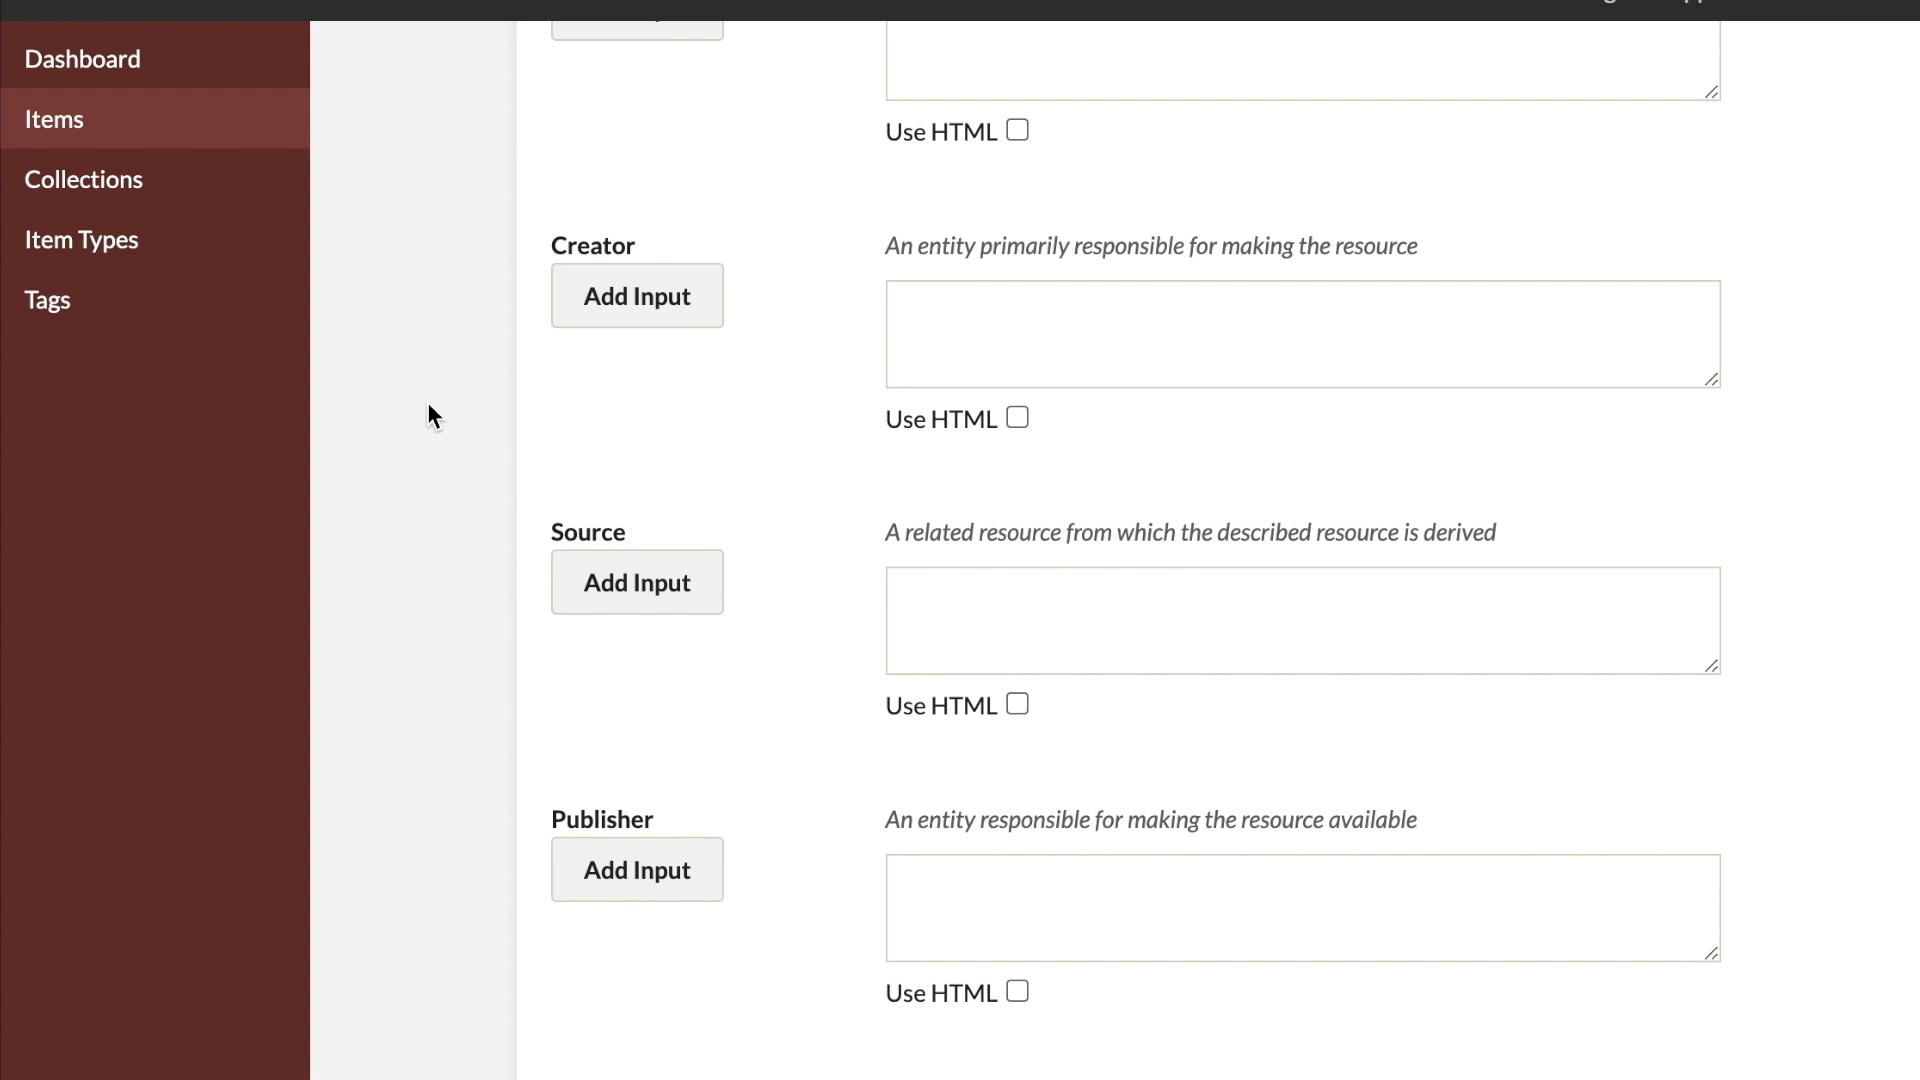 Dashboard
Items
Collections
Item Types
Tags
Use HTML
Creator
An entity primarily responsible for making the resource
Add Input
Use HTML
Source
A related resource from which the described resource is derived
Add Input
Use HTML
Publisher
An entity responsible for making the resource available
Add Input
Use HTML